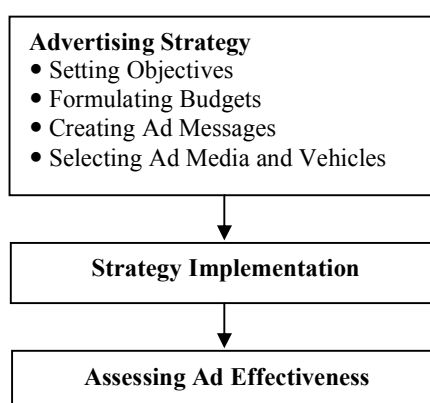 Advertising Strategy
• Setting Objectives
• Formulating Budgets
• Creating Ad Messages
• Selecting Ad Media and Vehicles
Strategy Implementation
Assessing Ad Effectiveness